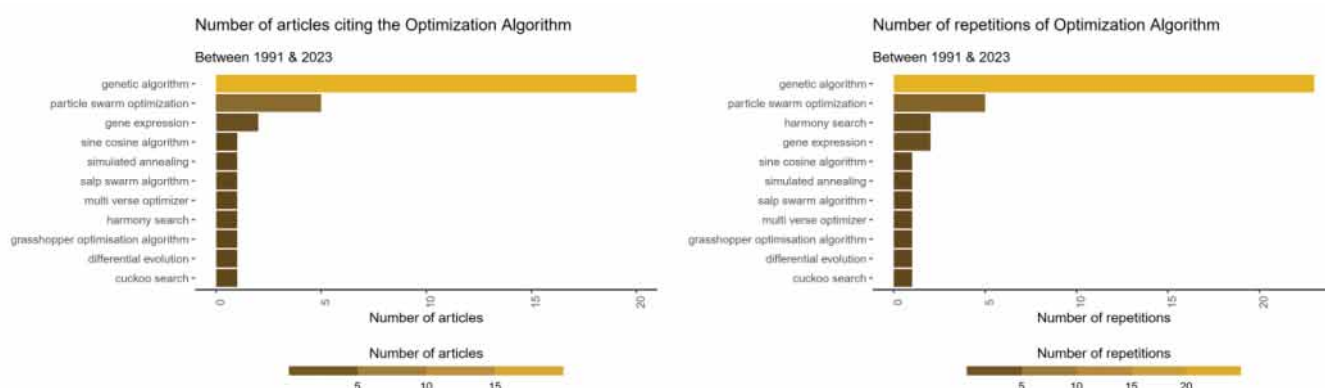 Number of articles citing the Optimization Algorithm
Between 1991 & 2023
genetic algorithm
particle swarm optimization
gene expression
sine cosine algorithm
simulated annealing
salp swarm algorithm
multi verse optimizer
harmony search
grasshopper optimisation algorithm
differential evolution
cuckoo search
0 5 10 15 20
Number of articles
Number of articles
5 10 15
Number of repetitions of Optimization Algorithm
Between 1991 & 2023
genetic algorithm
particle swarm optimization
harmony search
gene expression
sine cosine algorithm
simulated annealing
salp swarm algorithm
multi verse optimizer
grasshopper optimisation algorithm
differential evolution
cuckoo search
0 5 10 15 20
Number of repetitions
Number of repetitions
5 10 15 20